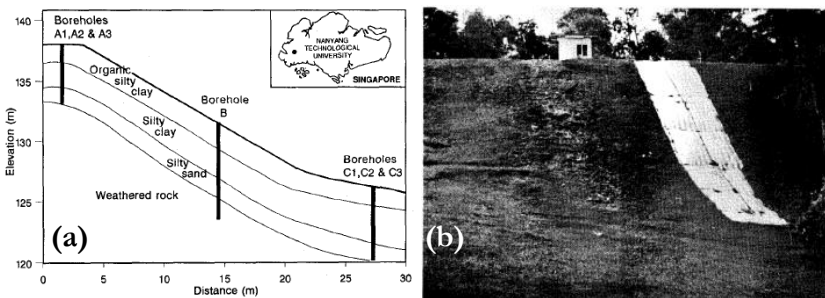 140
135
130
125
120
Elevation (m)
0
5
10
15
20
25
30
Distance (m)
Boreholes
A1,A2 & A3
Organic
silty
clay
Silty
clay
Silty
sand
Weathered rock
Borehole
B
Boreholes
C1,C2 & C3
NANYANG
TECHNOLOGICAL
UNIVERSITY
SINGAPORE
(a)
(b)